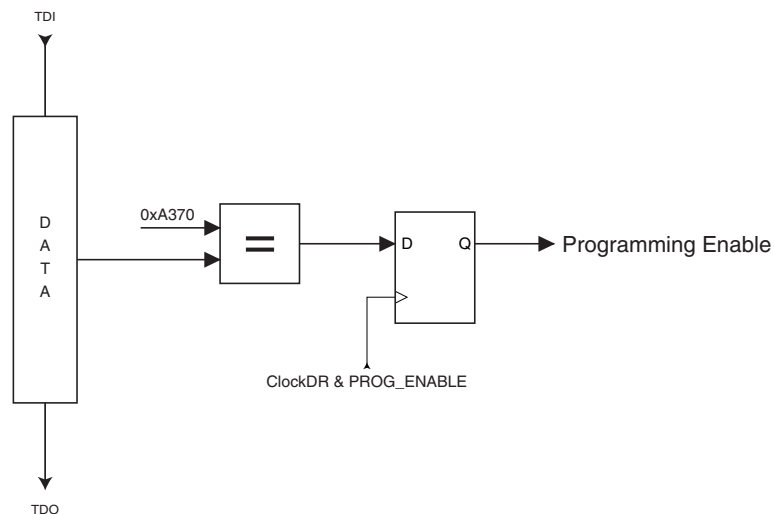 TDI
D
A
T
A
0xA370
=
D
Q
Programming Enable
ClockDR & PROG_ENABLE
TDO